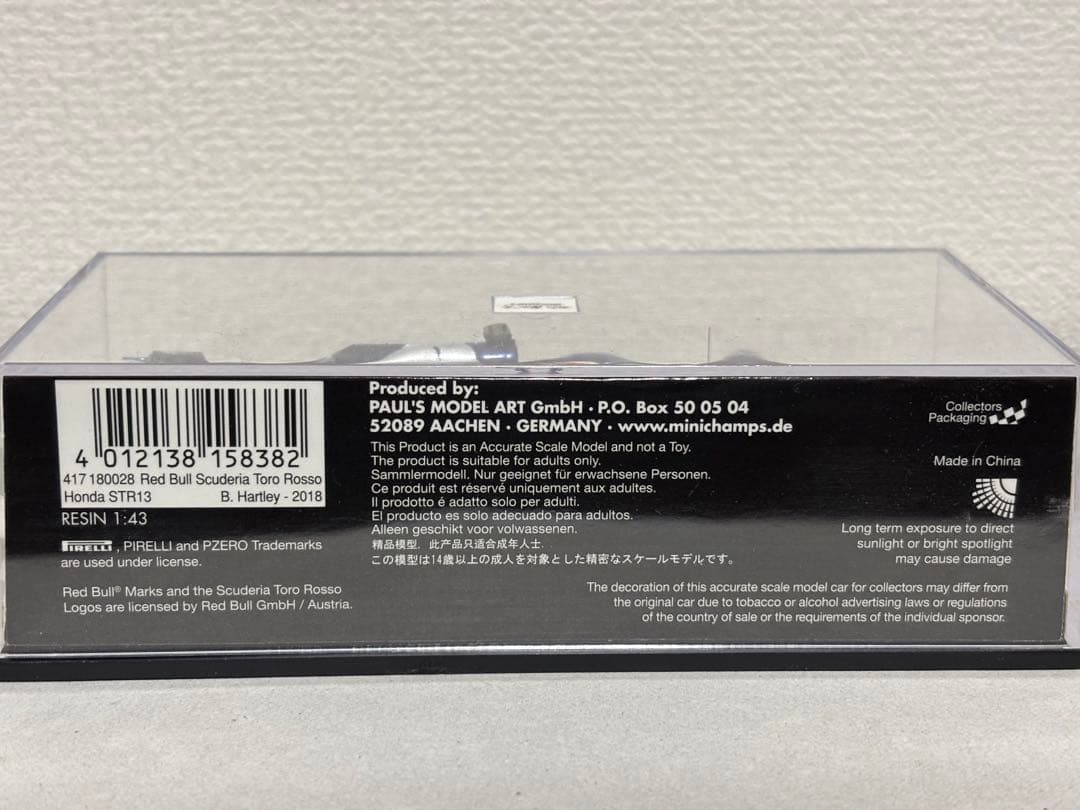 4 012138 158382
417 180028 Red Bull Scuderia Toro Rosso
Honda STR13 B. Hartley - 2018
RESIN 1:43
PIRELLI, PIRELLI and PZERO Trademarks
are used under license.
Red Bull® Marks and the Scuderia Toro Rosso
Logos are licensed by Red Bull GmbH / Austria.
Produced by:
PAUL'S MODEL ART GmbH · P.O. Box 50 05 04
52089 AACHEN · GERMANY · www.minichamps.de
This Product is an Accurate Scale Model and not a Toy.
The product is suitable for adults only.
Sammlermodell. Nur geeignet für erwachsene Personen.
Ce produit est réservé uniquement aux adultes.
Il prodotto é adatto solo per adulti.
El producto es solo adecuado para adultos.
Alleen geschikt voor volwassenen.
精品模型，此产品只适合成年人士.
この模型は14歳以上の成人を対象とした精密なスケールモデルです。
Collectors
Packaging
Made in China
Long term exposure to direct
sunlight or bright spotlight
may cause damage
The decoration of this accurate scale model car for collectors may differ from
the original car due to tobacco or alcohol advertising laws or regulations
of the country of sale or the requirements of the individual sponsor.